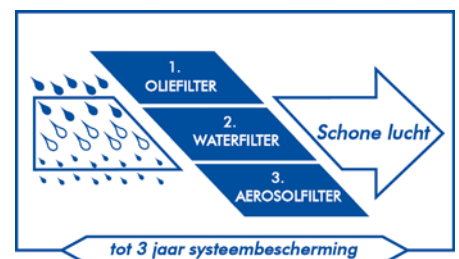 1.
OLIEFILTER
2.
WATERFILTER
3.
AEROSOLFILTER
Schone lucht
tot 3 jaar systeembescherming